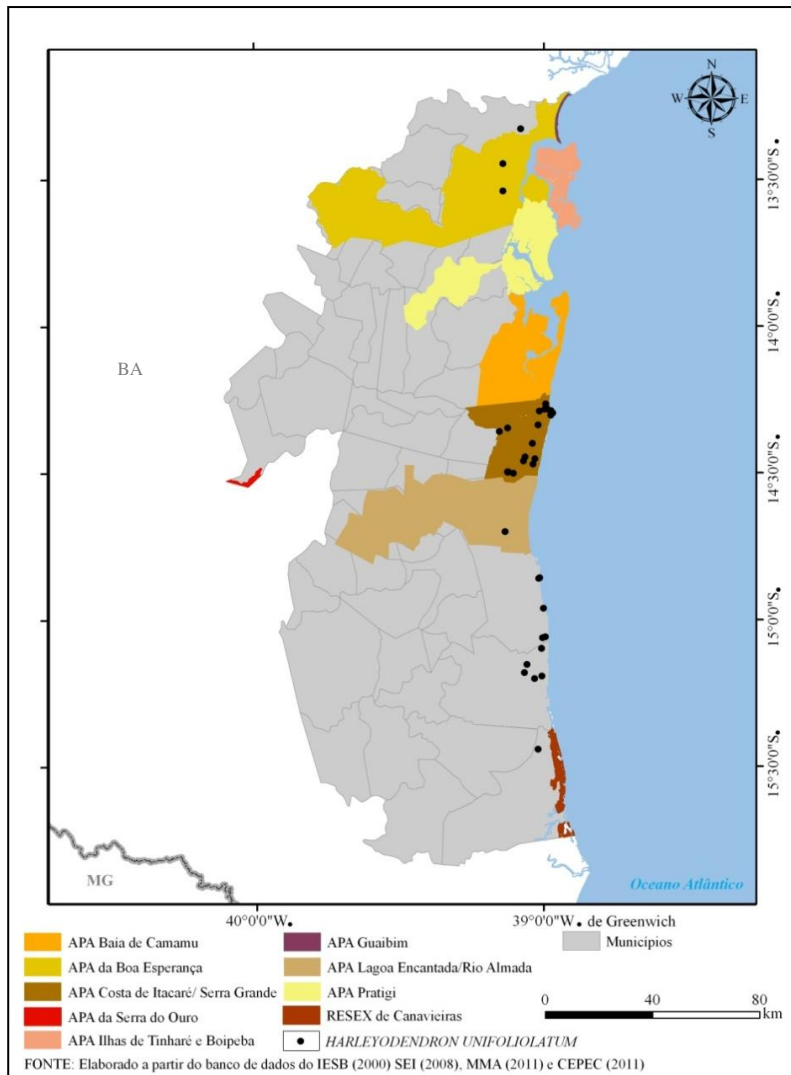 N
W E
S
13°30'0"S.
14°0'0"S.
BA
14°30'0"S.
15°0'0"S.
15°30'0"S.
MG
Oceano Atlântico
40°0'0"W. 39°0'0"W. de Greenwich
APA Baia de Camamu
APA da Boa Esperança
APA Costa de Itacaré/ Serra Grande
APA da Serra do Ouro
APA Ilhas de Tinharé e Boipeba
APA Guaibim
APA Lagoa Encantada/Rio Almada
APA Pratigi
RESEX de Canavieiras
HARLEYODENDRON UNIFOLIOLATUM
Municípios
0 40 80
km
FONTE: Elaborado a partir do banco de dados do IESB (2000) SEI (2008), MMA (2011) e CEPEC (2011)